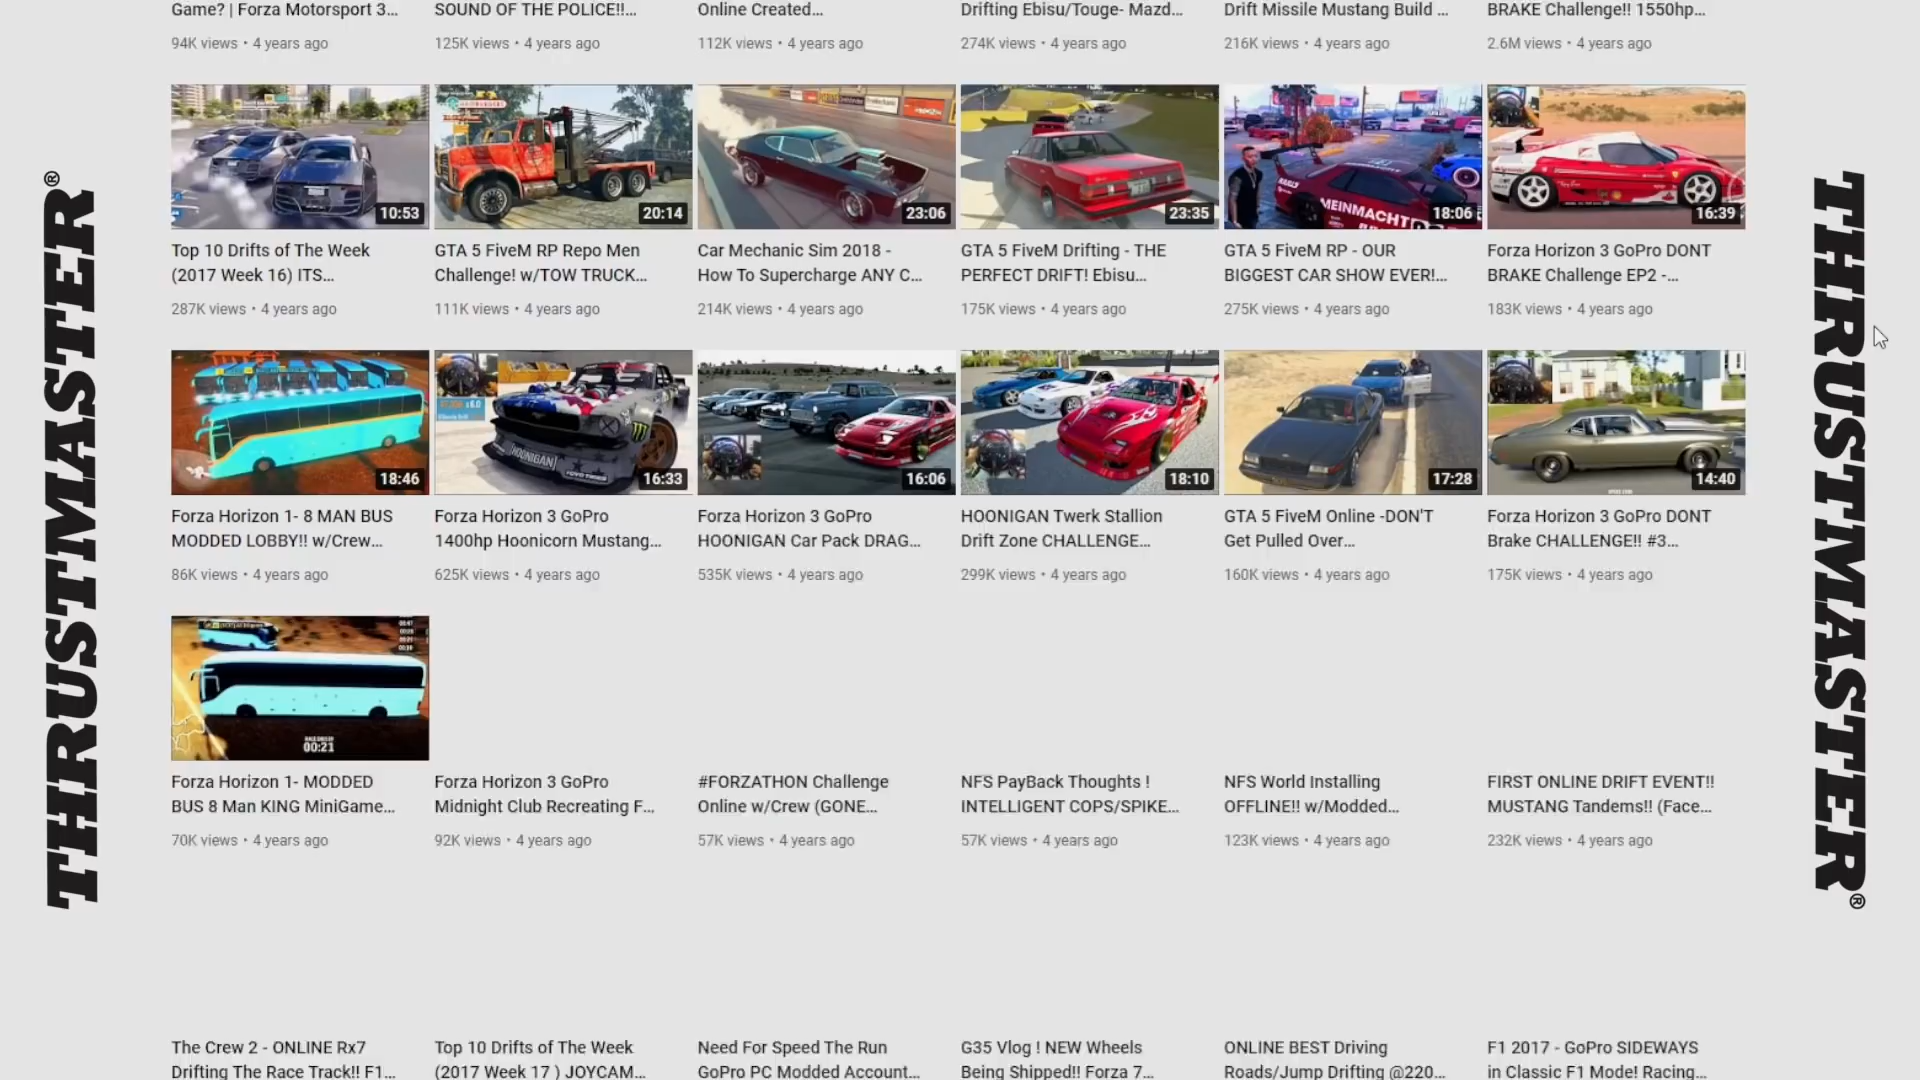 Game? | Forza Motorsport 3...
94K views • 4 years ago
SOUND OF THE POLICE!!...
125K views • 4 years ago
Online Created...
112K views • 4 years ago
Drifting Ebisu/Touge- Mazd...
274K views • 4 years ago
Drift Missile Mustang Build ...
216K views • 4 years ago
BRAKE Challenge!! 1550hp...
2.6M views • 4 years ago
THRUSTMASTER®
10:53
Top 10 Drifts of The Week
(2017 Week 16) ITS...
287K views • 4 years ago
20:14
GTA 5 FiveM RP Repo Men
Challenge! w/TOW TRUCK...
111K views • 4 years ago
23:06
Car Mechanic Sim 2018 -
How To Supercharge ANY C...
214K views • 4 years ago
23:35
GTA 5 FiveM Drifting - THE
PERFECT DRIFT! Ebisu...
175K views • 4 years ago
MEINMACHT
18:06
GTA 5 FiveM RP - OUR
BIGGEST CAR SHOW EVER!...
275K views • 4 years ago
16:39
Forza Horizon 3 GoPro DONT
BRAKE Challenge EP2 -...
183K views • 4 years ago
18:46
Forza Horizon 1- 8 MAN BUS
MODDED LOBBY!! w/Crew...
86K views • 4 years ago
HOONIGAN
16:33
Forza Horizon 3 GoPro
1400hp Hoonicorn Mustang...
625K views • 4 years ago
16:06
Forza Horizon 3 GoPro
HOONIGAN Car Pack DRAG...
535K views • 4 years ago
18:10
HOONIGAN Twerk Stallion
Drift Zone CHALLENGE...
299K views • 4 years ago
17:28
GTA 5 FiveM Online -DON'T
Get Pulled Over...
160K views • 4 years ago
14:40
Forza Horizon 3 GoPro DONT
Brake CHALLENGE!! #3...
175K views • 4 years ago
00:21
Forza Horizon 1- MODDED
BUS 8 Man KING MiniGame...
70K views • 4 years ago
Forza Horizon 3 GoPro
Midnight Club Recreating F...
92K views • 4 years ago
#FORZATHON Challenge
Online w/Crew (GONE...
57K views • 4 years ago
NFS PayBack Thoughts !
INTELLIGENT COPS/SPIKE...
57K views • 4 years ago
NFS World Installing
OFFLINE!! w/Modded...
123K views • 4 years ago
FIRST ONLINE DRIFT EVENT!!
MUSTANG Tandems!! (Face...
232K views • 4 years ago
The Crew 2 - ONLINE Rx7
Drifting The Race Track!! F1...
Top 10 Drifts of The Week
(2017 Week 17 ) JOYCAM...
Need For Speed The Run
GoPro PC Modded Account...
G35 Vlog ! NEW Wheels
Being Shipped!! Forza 7...
ONLINE BEST Driving
Roads/Jump Drifting @220...
F1 2017 - GoPro SIDEWAYS
in Classic F1 Mode! Racing...
THRUSTMASTER®